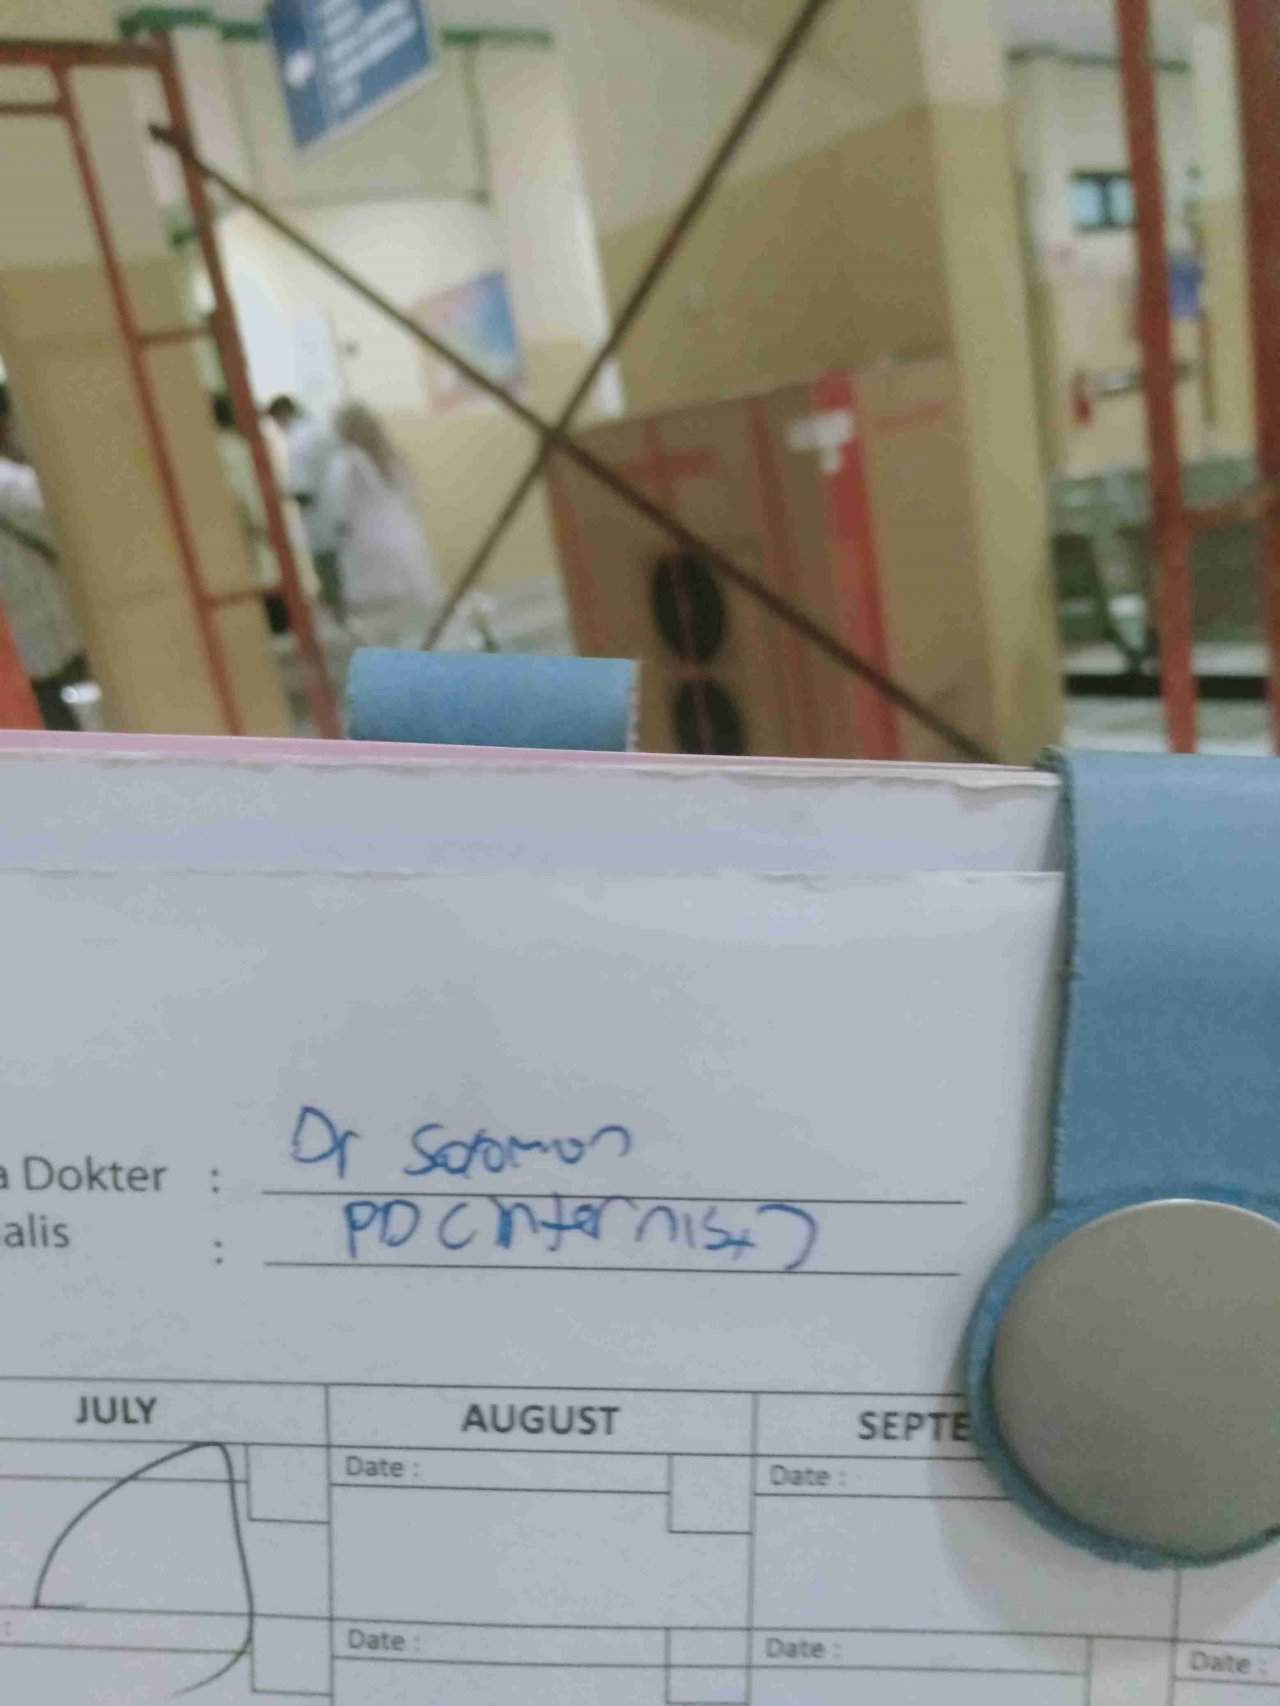 a Dokter : Dr Solomon
alis : PD (Internist)
JULY AUGUST SEPTE
Date : Date :
: Date : Date : Date :